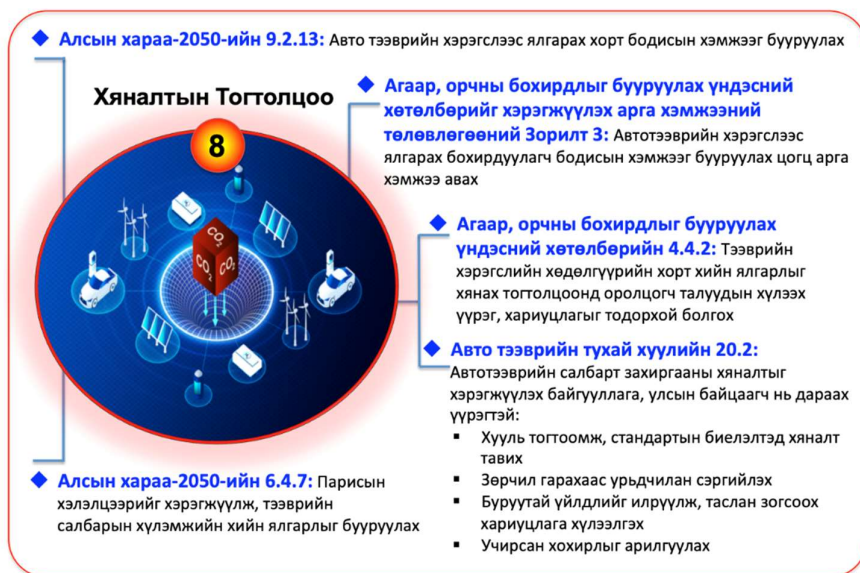 Алсын хараа-2050-ийн 9.2.13: Авто тээврийн хэрэгслээс ялгарах хорт бодисын хэмжээг бууруулах
Хяналтын Тогтолцоо
8
CO2
CO2
CO2
Агаар, орчны бохирдлыг бууруулах үндэсний
хөтөлбөрийг хэрэгжүүлэх арга хэмжээний
төлөвлөгөөний Зорилт 3: Автотээврийн хэрэгслээс
ялгарах бохирдуулагч бодисын хэмжээг бууруулах цогц арга
хэмжээ авах
Агаар, орчны бохирдлыг бууруулах
үндэсний хөтөлбөрийн 4.4.2: Тээврийн
хэрэгслийн хөдөлгүүрийн хорт хийн ялгарлыг
хянах тогтолцоонд оролцогч талуудын хүлээх
үүрэг, хариуцлагыг тодорхой болгох
Авто тээврийн тухай хуулийн 20.2:
Автотээврийн салбарт захиргааны хяналтыг
хэрэгжүүлэх байгууллага, улсын байцаагч нь дараах
үүрэгтэй:
▪ Хууль тогтоомж, стандартын биелэлтэд хяналт
тавих
▪ Зөрчил гарахаас урьдчилан сэргийлэх
▪ Буруутай үйлдлийг илрүүлж, таслан зогсоох
хариуцлага хүлээлгэх
▪ Учирсан хохирлыг арилгуулах
Алсын хараа-2050-ийн 6.4.7: Парисын
хэлэлцээрийг хэрэгжүүлж, тээврийн
салбарын хүлэмжийн хийн ялгарлыг бууруулах